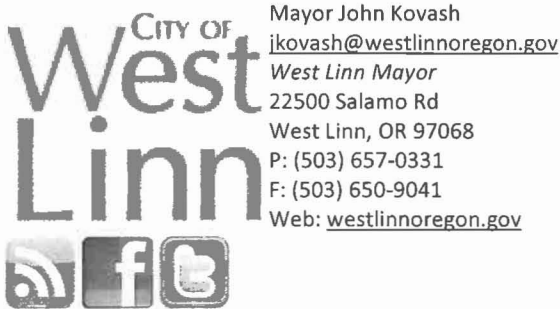 CITY OF
West
Linn
Mayor John Kovash
jkovash@westlinnoregon.gov
West Linn Mayor
22500 Salamo Rd
West Linn, OR 97068
P: (503) 657-0331
F: (503) 650-9041
Web: westlinnoregon.gov
f
t